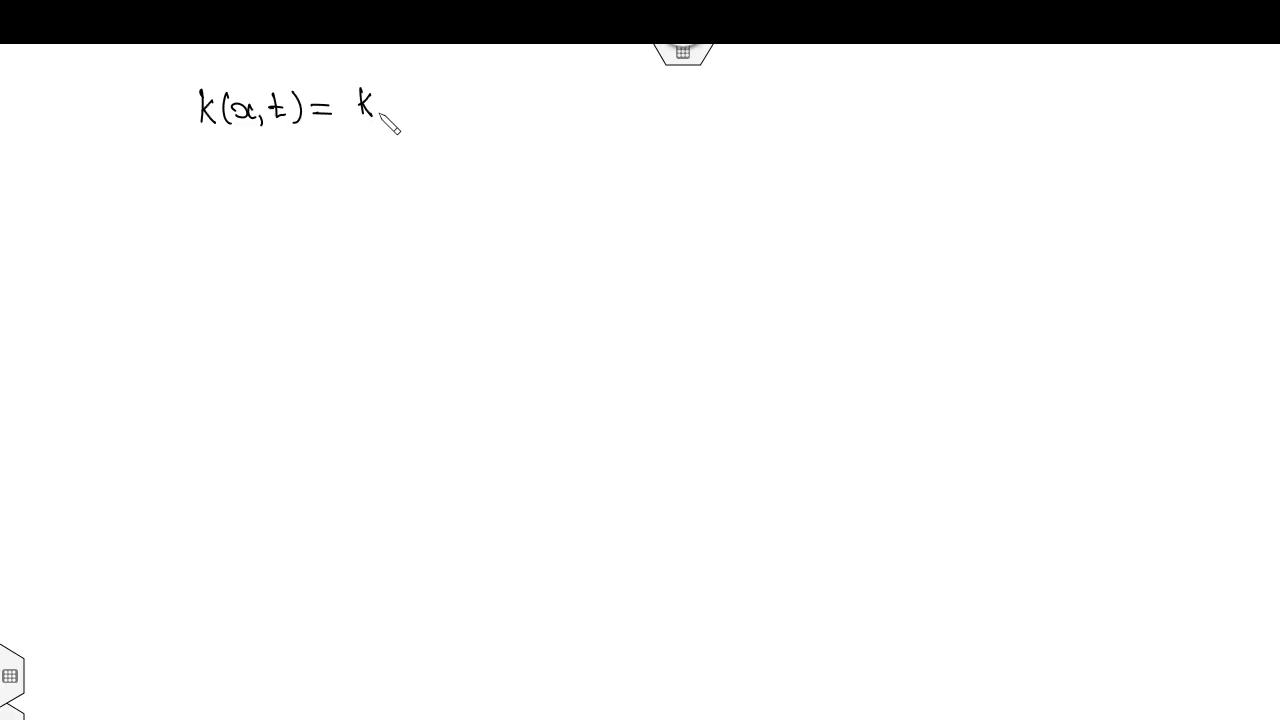 k(x,t) = k